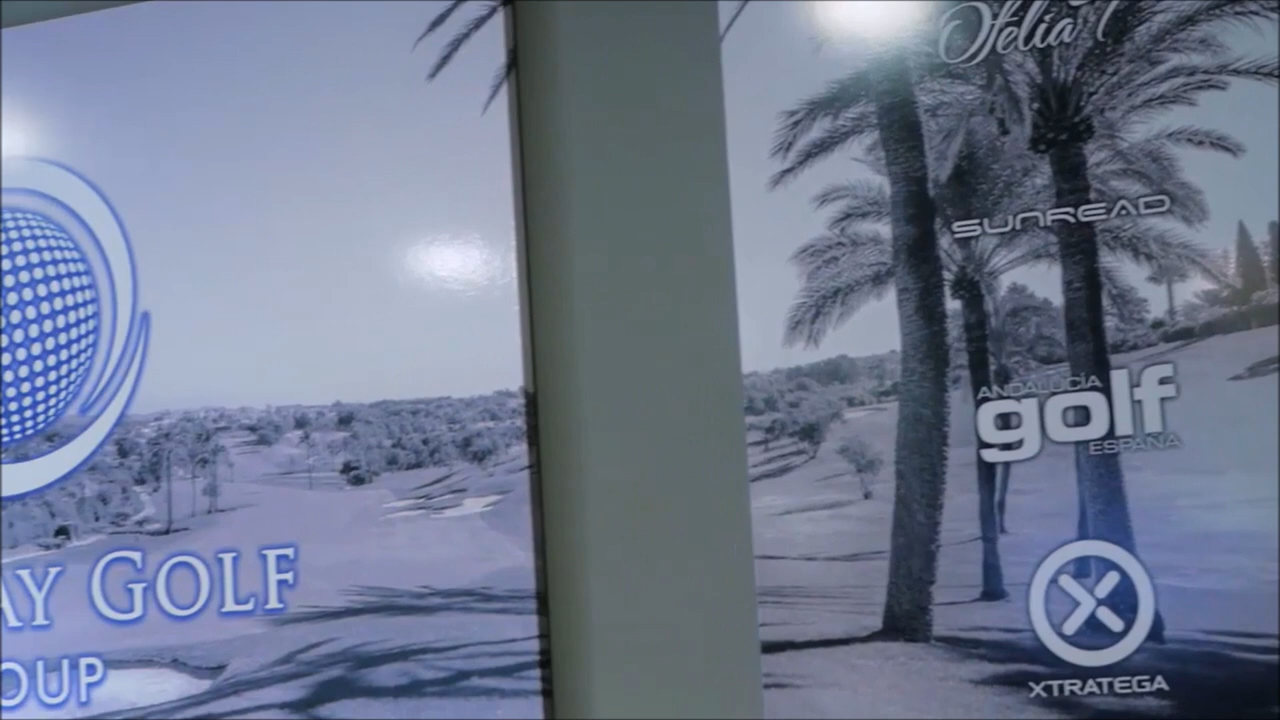 AY GOLF
OUP
Ofelia T
SUNREAD
ANDALUCÍA
golf
ESPAÑA
XTRATEGA